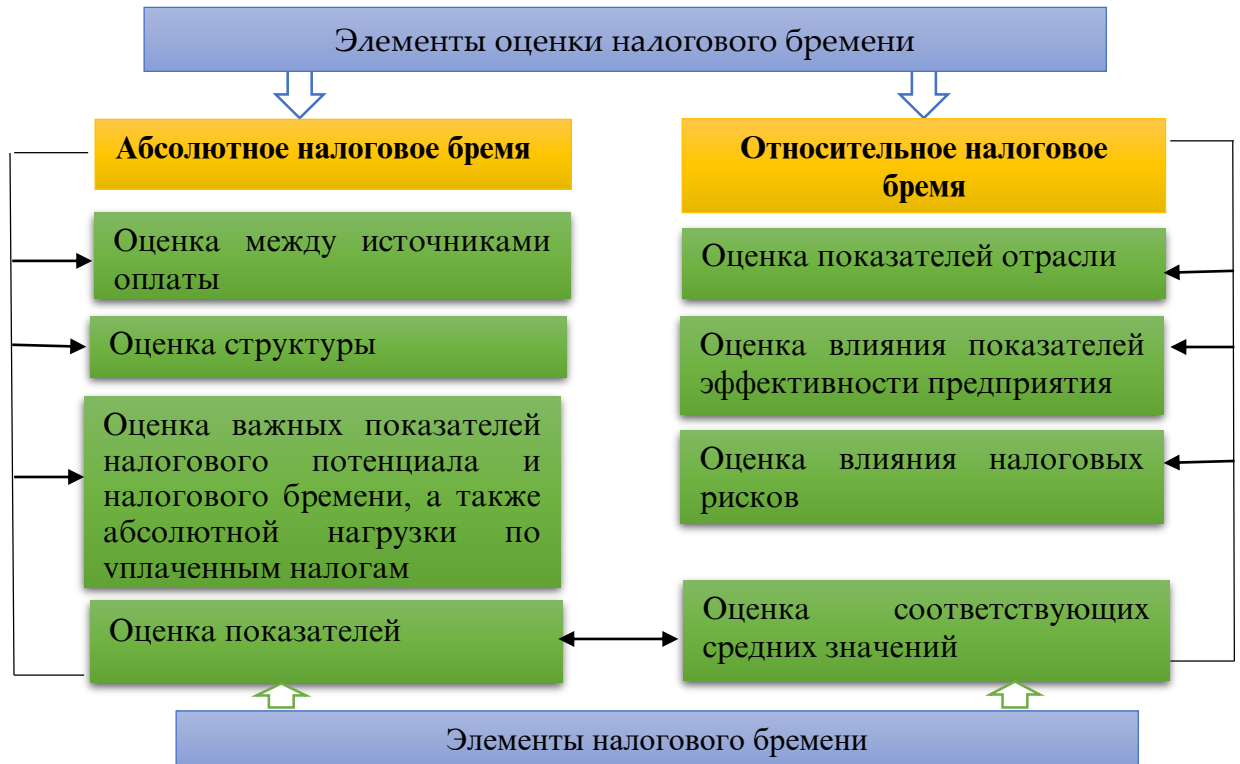 Элементы оценки налогового бремени
Абсолютное налоговое бремя
Оценка между источниками
оплаты
Оценка структуры
Оценка важных показателей
налогового потенциала и
налогового бремени, а также
абсолютной нагрузки по
уплаченным налогам
Оценка показателей
Относительное налоговое
бремя
Оценка показателей отрасли
Оценка влияния показателей
эффективности предприятия
Оценка влияния налоговых
рисков
Оценка соответствующих
средних значений
Элементы налогового бремени